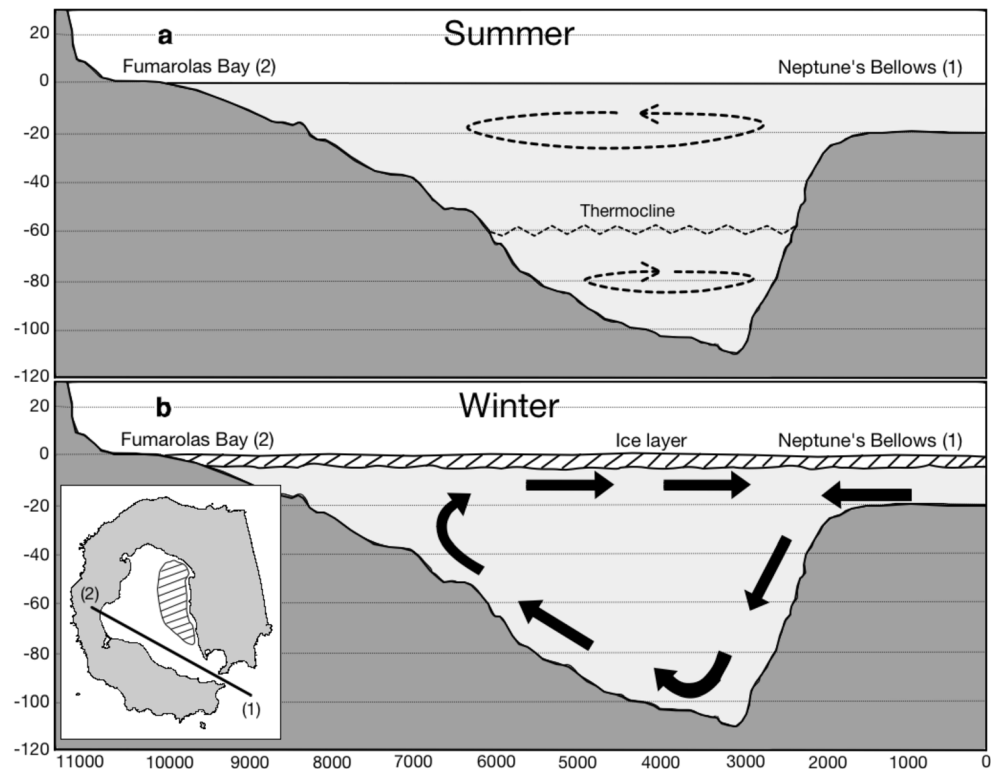 a
Summer
20
Fumarolas Bay (2)
Neptune's Bellows (1)
0
-20
-40
Thermocline
-60
-80
-100
-120
b
Winter
20
Fumarolas Bay (2)
Ice layer
Neptune's Bellows (1)
0
-20
-40
(2)
-60
-80
-100
(1)
-120
11000 10000 9000 8000 7000 6000 5000 4000 3000 2000 1000 0